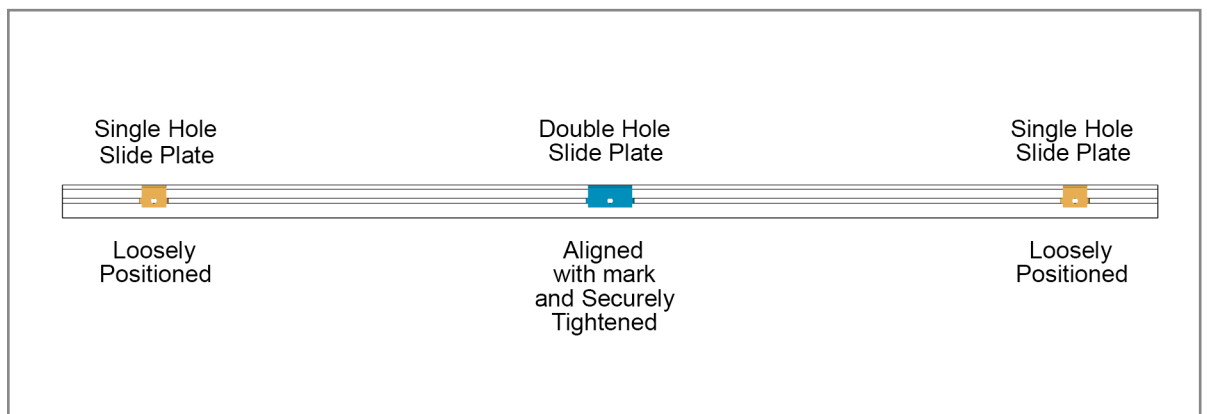 Single Hole
Slide Plate
Double Hole
Slide Plate
Single Hole
Slide Plate
Loosely
Positioned
Aligned
with mark
and Securely
Tightened
Loosely
Positioned